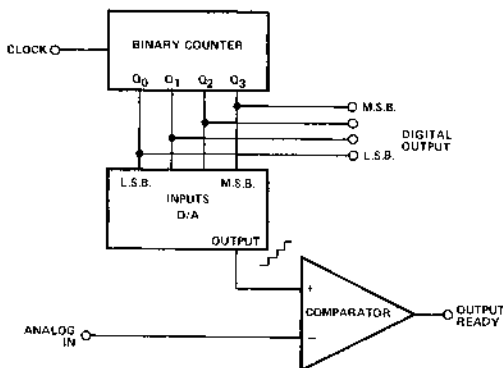 BINARY COUNTER
CLOCK
Q0 Q1 Q2 Q3
M.S.B.
DIGITAL
OUTPUT
L.S.B.
L.S.B. M.S.B.
INPUTS
D/A
OUTPUT
+
COMPARATOR
OUTPUT
READY
ANALOG
IN
−